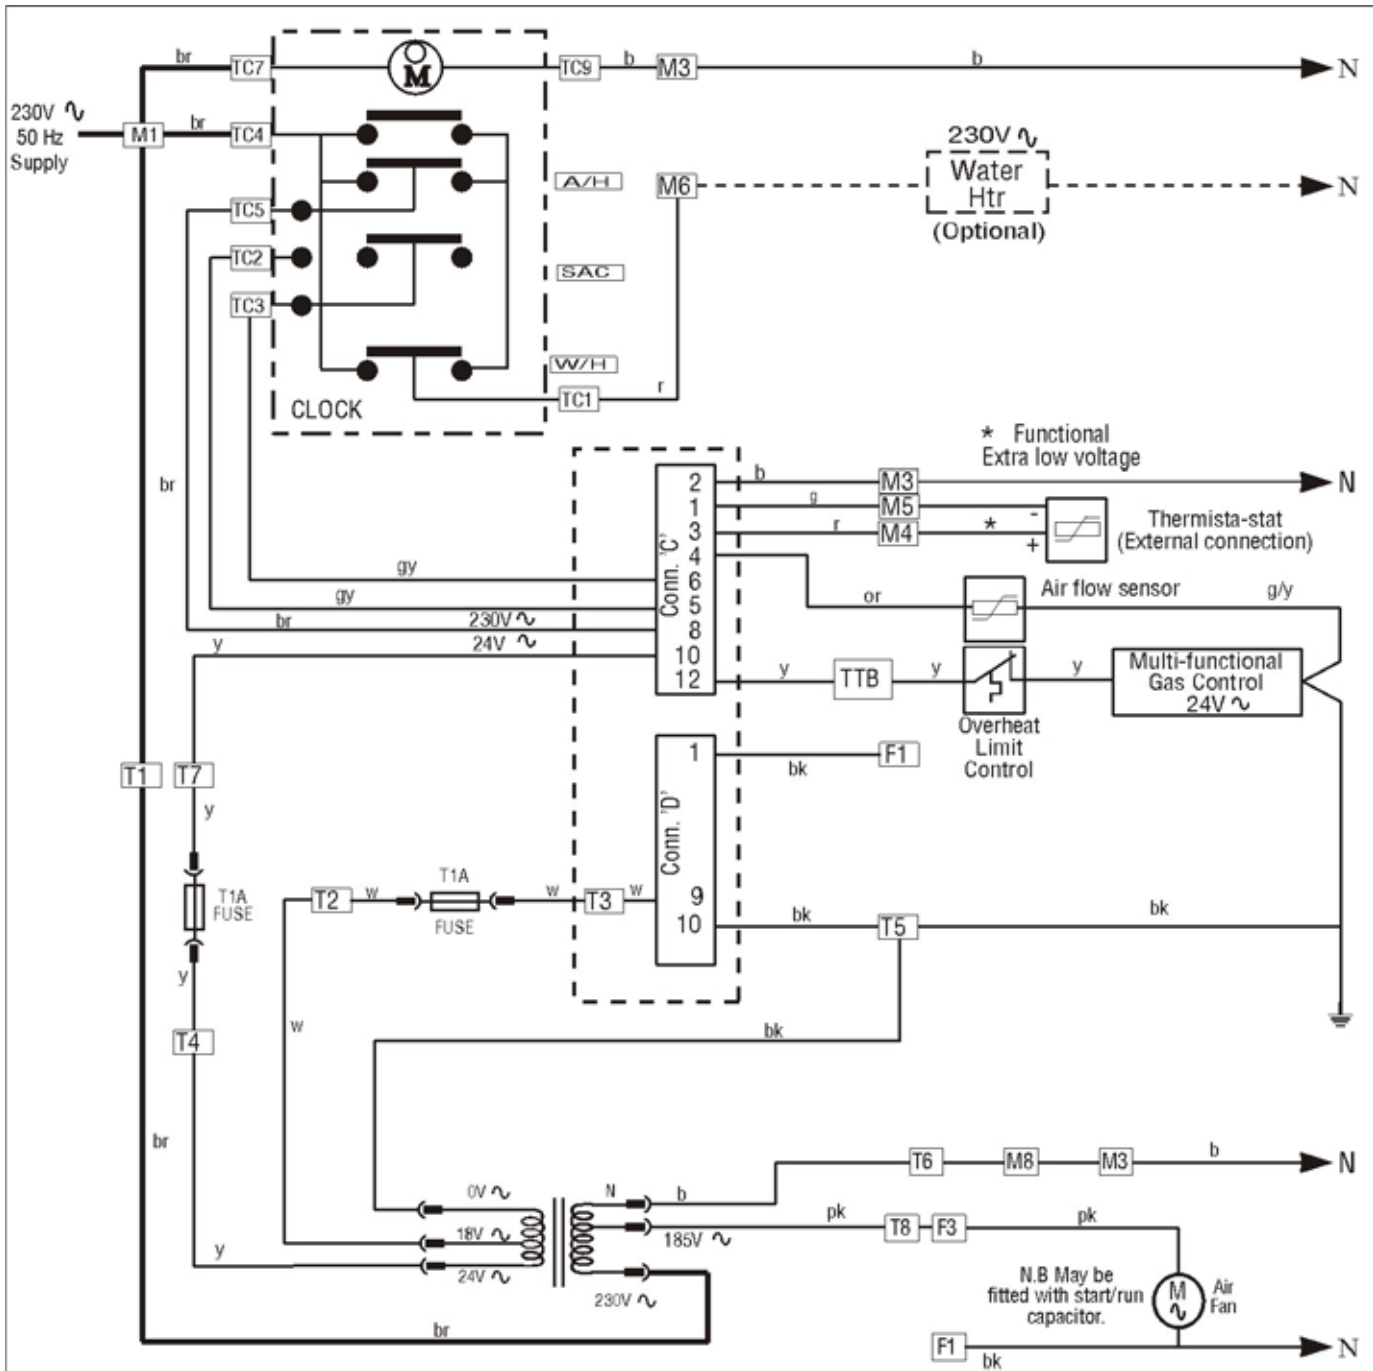 br
TC7
M
TC9
b
M3
b
N
230V
50 Hz
Supply
M1
br
TC4
230V
Water
Htr
(Optional)
A/H
M6
N
TC5
TC2
SAC
TC3
W/H
r
TC1
CLOCK
* Functional
Extra low voltage
br
Conn. 'C'
2
b
M3
N
1
g
M5
-
3
r
M4
*
+
Thermista-stat
(External connection)
4
gy
6
or
Air flow sensor
g/y
gy
5
br
230V
8
y
24V
10
12
y
TTB
y
y
Multi-functional
Gas Control
24V
Overheat
Limit
Control
T1
T7
1
bk
F1
y
Conn. 'D'
T1A
FUSE
T2
w
T1A
FUSE
w
T3
w
9
10
bk
T5
bk
y
T4
w
bk
br
T6
M8
M3
b
N
0V
N
b
18V
185V
pk
T8
F3
pk
y
24V
230V
N.B May be
fitted with start/run
capacitor.
M
Air
Fan
br
F1
bk
N